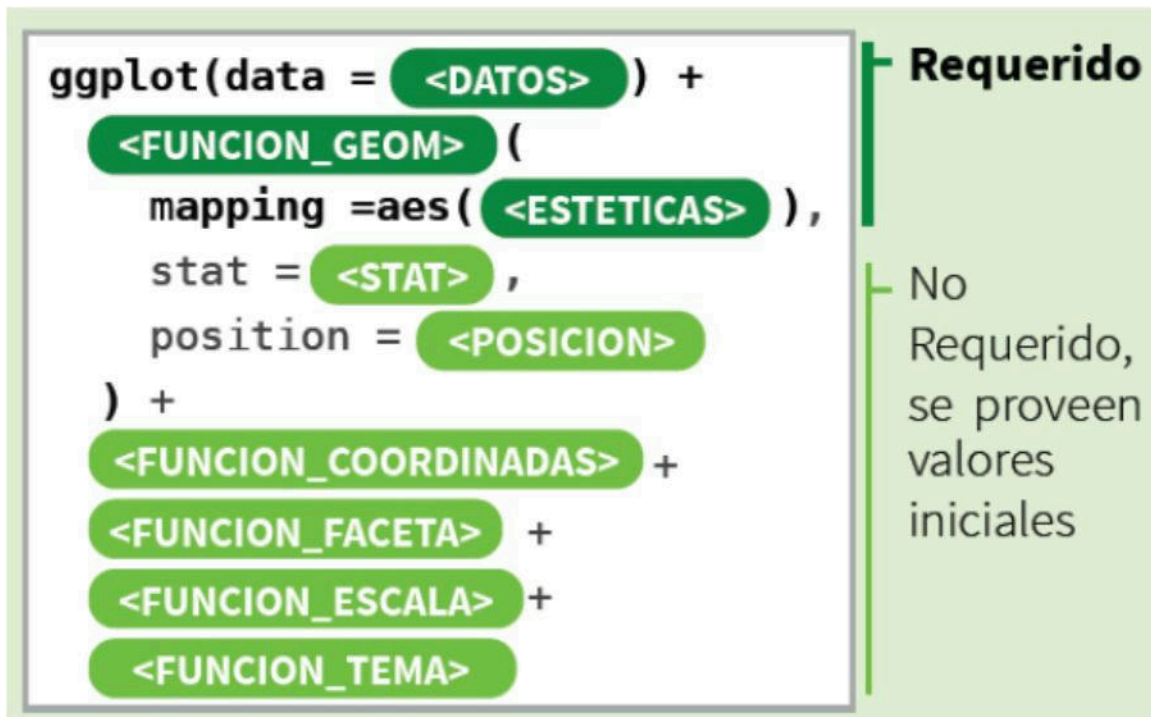 ggplot(data = <DATOS> ) +
<FUNCION_GEOM> (
mapping =aes( <ESTETICAS> ),
stat = <STAT> ,
position = <POSICION>
) +
<FUNCION_COORDINADAS> +
<FUNCION_FACETA> +
<FUNCION_ESCALA> +
<FUNCION_TEMA>
Requerido
No
Requerido,
se proveen
valores
iniciales